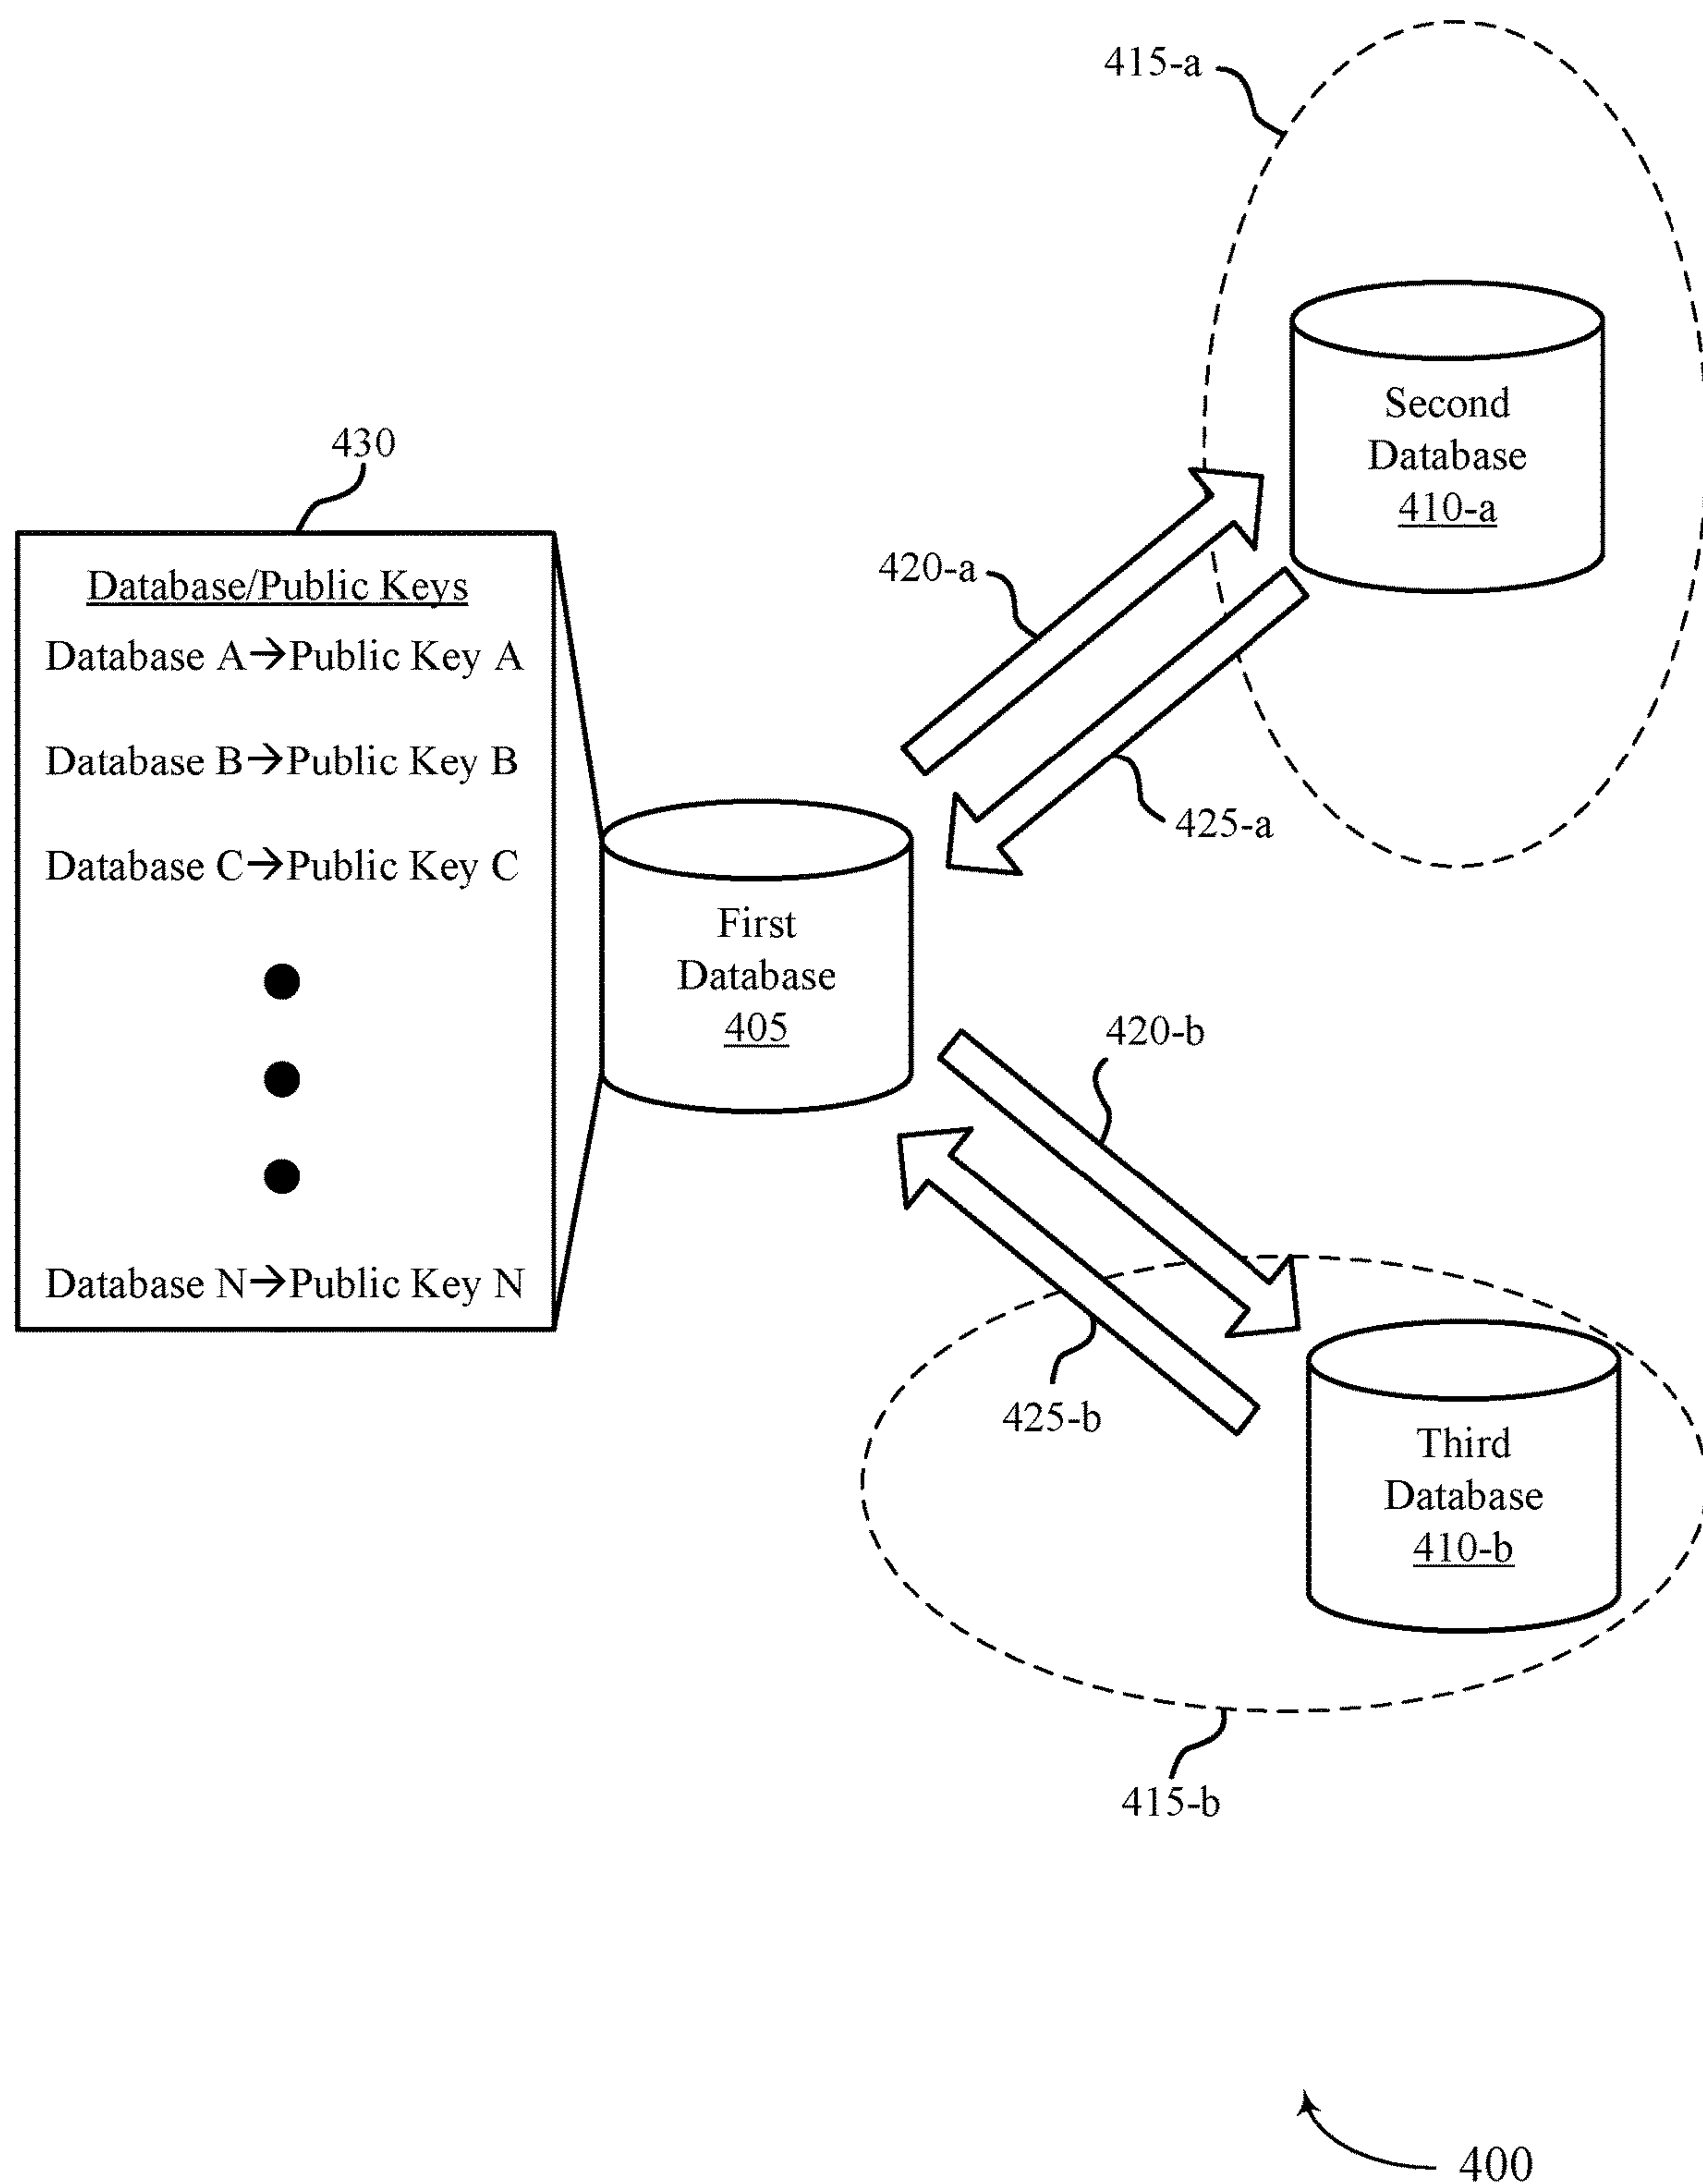 415-a
Second
Database
410-a
430
420-a
Database/Public Keys
Database A→Public Key A
Database B→Public Key B
425-a
Database C→Public Key C
First
Database
405
420-b
Database N→Public Key N
425-b
Third
Database
410-b
415-b
400